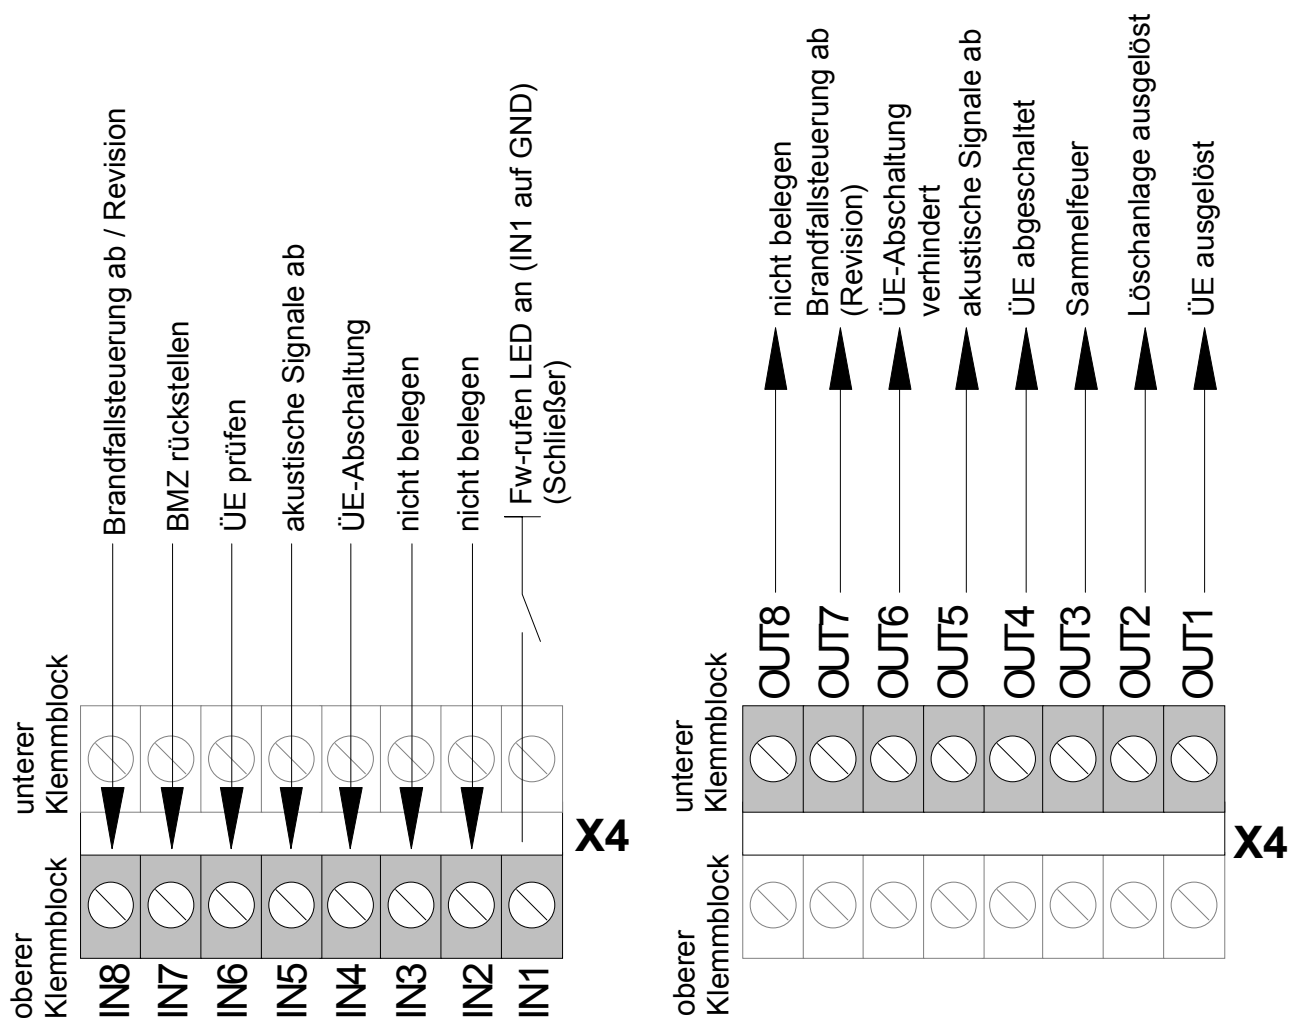 Brandfallsteuerung ab / Revision
BMZ rückstellen
ÜE prüfen
akustische Signale ab
ÜE-Abschaltung
nicht belegen
nicht belegen
Fw-rufen LED an (IN1 auf GND)
(Schließer)
unterer
Klemmblock
X4
oberer
Klemmblock
IN8
IN7
IN6
IN5
IN4
IN3
IN2
IN1
nicht belegen
Brandfallsteuerung ab
(Revision)
ÜE-Abschaltung
verhindert
akustische Signale ab
ÜE abgeschaltet
Sammelfeuer
Löschanlage ausgelöst
ÜE ausgelöst
OUT8
OUT7
OUT6
OUT5
OUT4
OUT3
OUT2
OUT1
unterer
Klemmblock
X4
oberer
Klemmblock